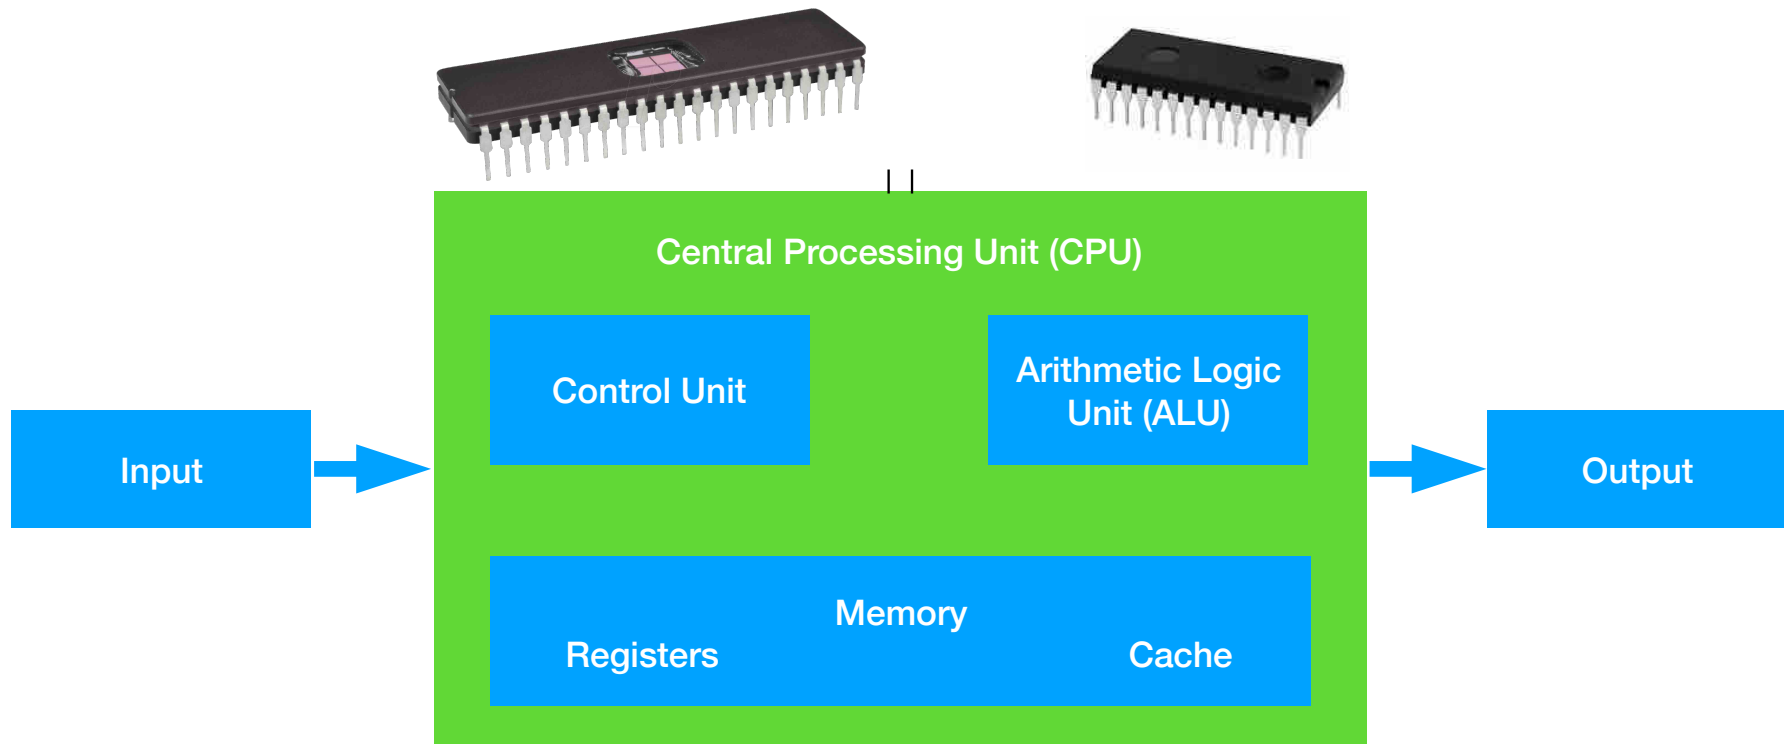 Central Processing Unit (CPU)
Control Unit
Arithmetic Logic
Unit (ALU)
Input
Output
Memory
Registers
Cache